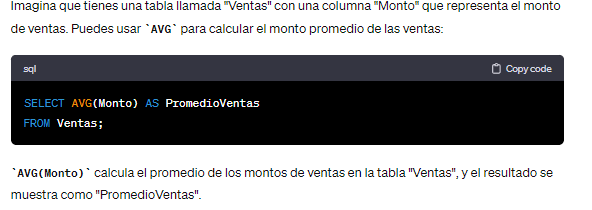 Imagina que tienes una tabla llamada "Ventas" con una columna "Monto" que representa el monto
de ventas. Puedes usar `AVG` para calcular el monto promedio de las ventas:
sql Copy code
SELECT AVG(Monto) AS PromedioVentas
FROM Ventas;
`AVG(Monto)` calcula el promedio de los montos de ventas en la tabla "Ventas", y el resultado se
muestra como "PromedioVentas".